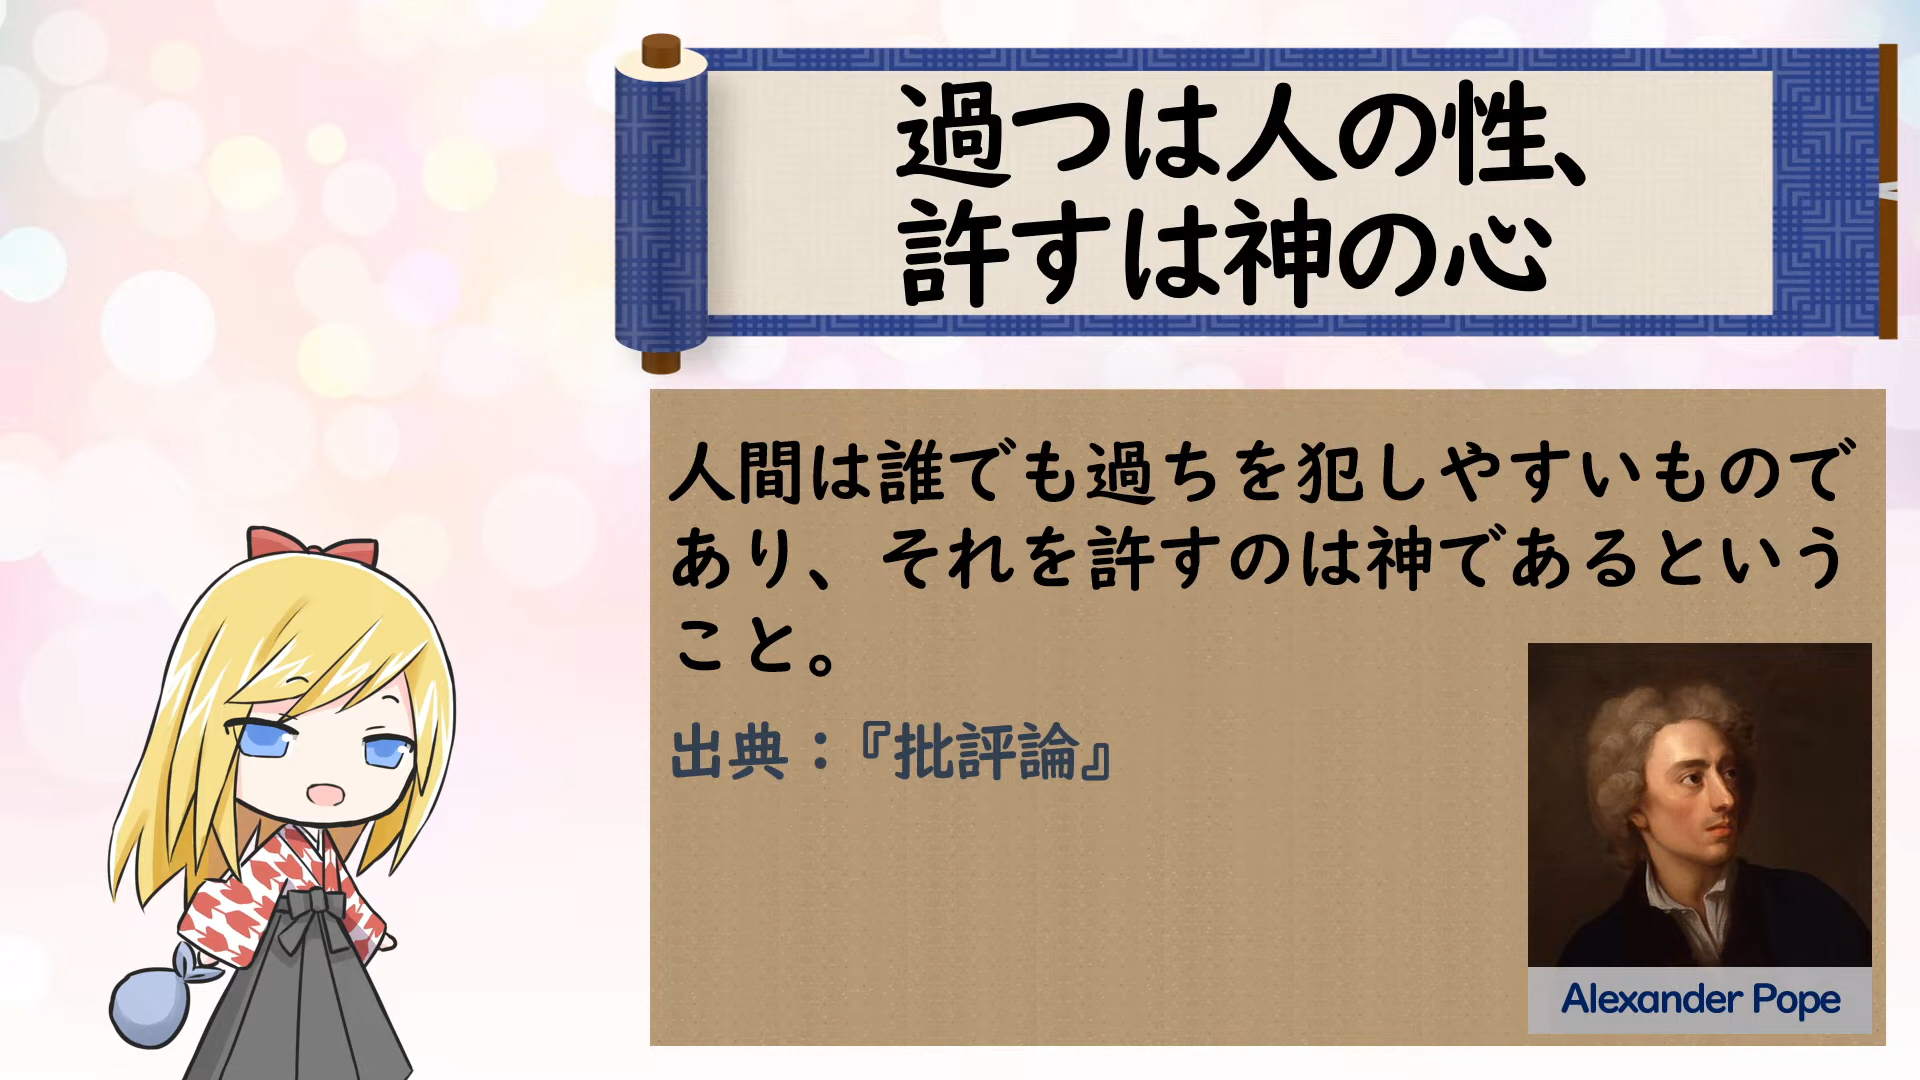 過つは人の性、
許すは神の心
人間は誰でも過ちを犯しやすいもので
あり、それを許すのは神であるという
こと。
出典：『批評論』
Alexander Pope